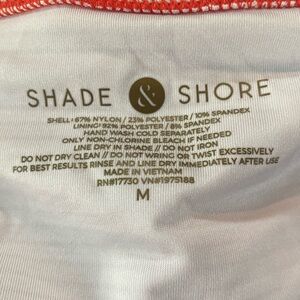 SHADE & SHORE
SHELL: 67% NYLON / 23% POLYESTER / 10% SPANDEX
LINING: 92% POLYESTER / 8% SPANDEX
HAND WASH COLD SEPARATELY
ONLY NON-CHLORINE BLEACH IF NEEDED
LINE DRY IN SHADE // DO NOT IRON
DO NOT DRY CLEAN // DO NOT WRING OR TWIST EXCESSIVELY
FOR BEST RESULTS RINSE AND LINE DRY IMMEDIATELY AFTER USE
MADE IN VIETNAM
RN#17730 VN#1975188
M